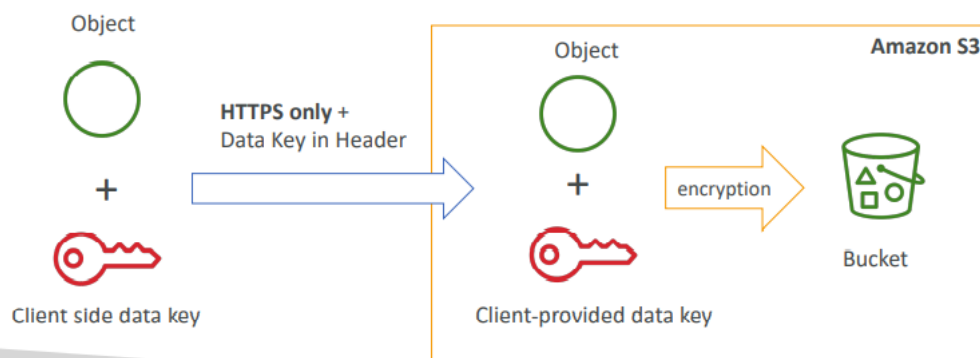 Object
Client side data key
HTTPS only +
Data Key in Header
Amazon S3
Object
Client-provided data key
encryption
Bucket